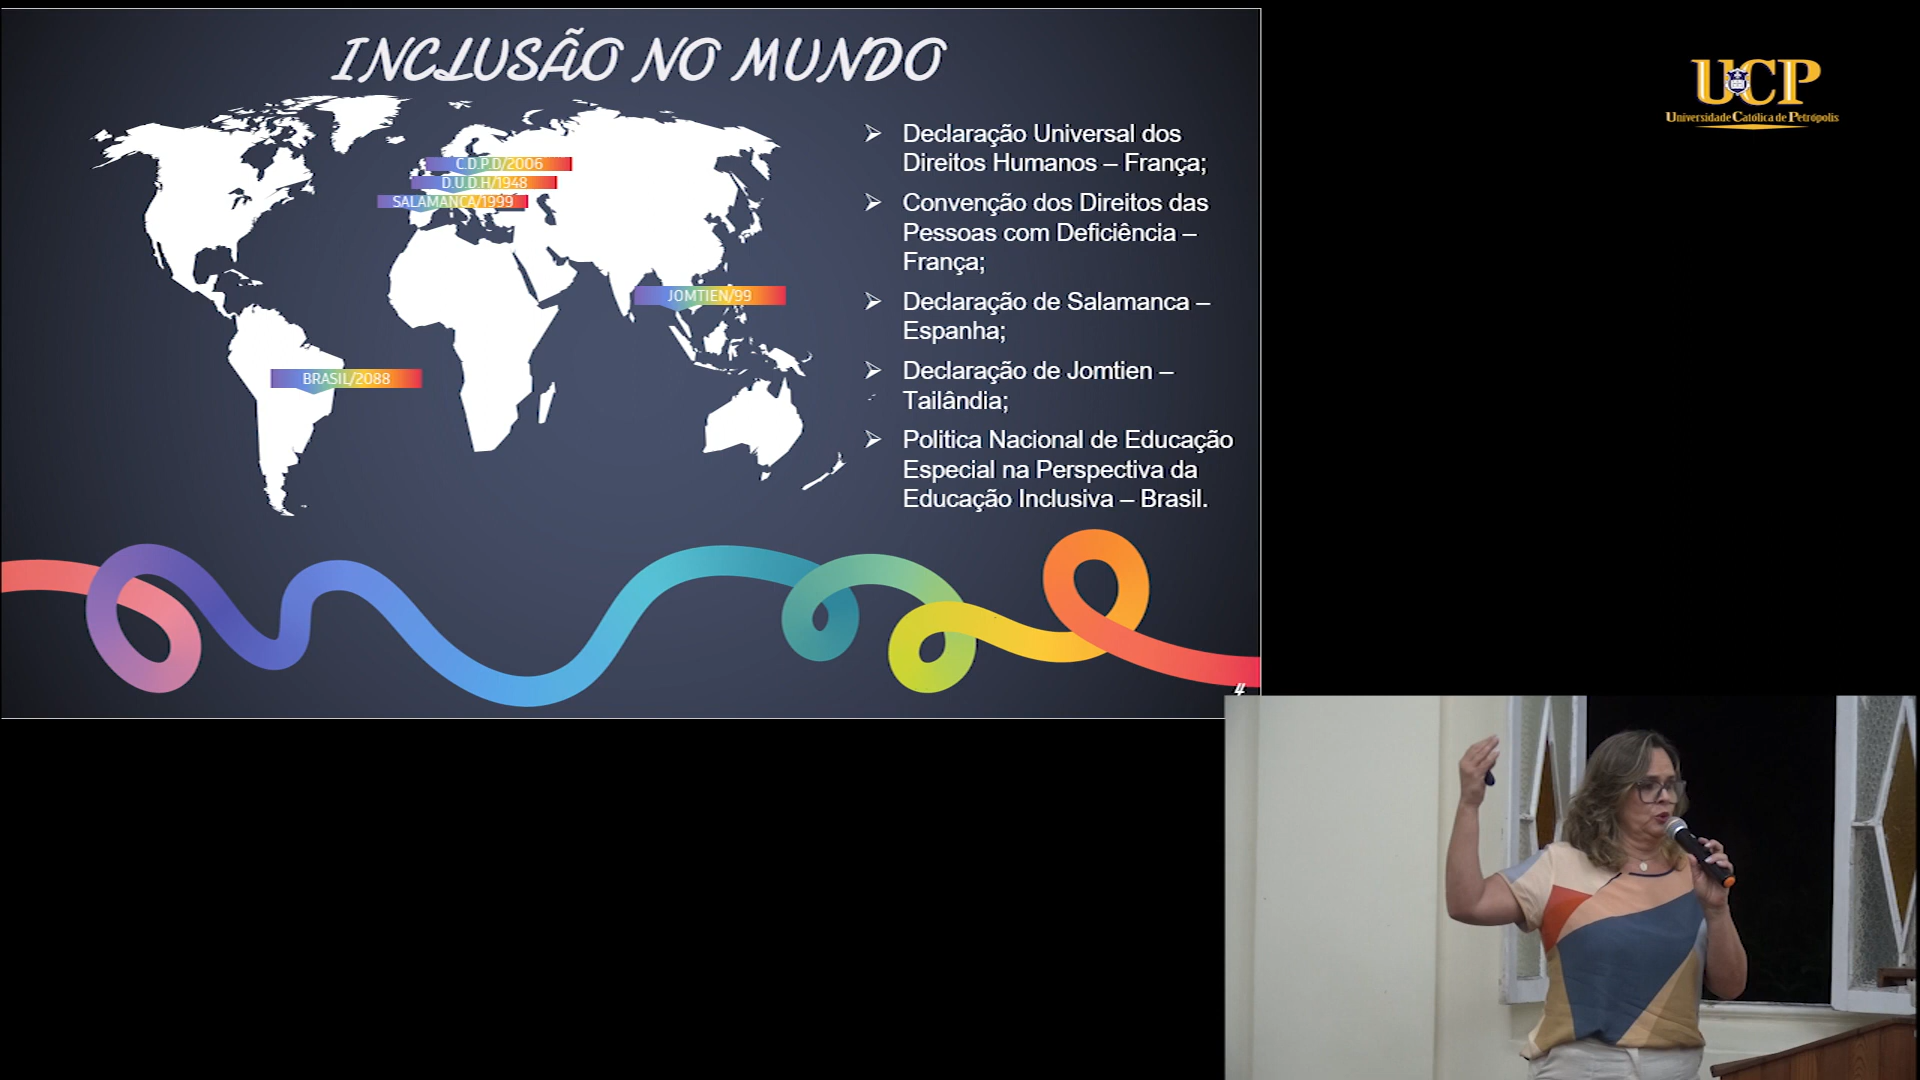 INCLUSÃO NO MUNDO
C.D.P.D/2006
D.U.D.H/1948
SALAMANCA/1999
JOMTIEN/99
BRASIL/2088
➢ Declaração Universal dos
Direitos Humanos – França;
➢ Convenção dos Direitos das
Pessoas com Deficiência –
França;
➢ Declaração de Salamanca –
Espanha;
➢ Declaração de Jomtien –
Tailândia;
➢ Politica Nacional de Educação
Especial na Perspectiva da
Educação Inclusiva – Brasil.
4
UCP
Universidade Católica de Petrópolis